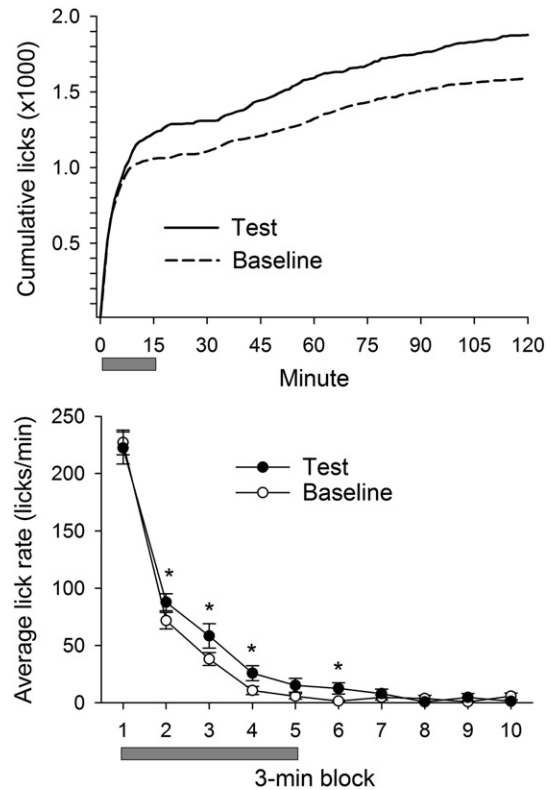 Cumulative licks (x1000)
2.0
1.5
1.0
0.5
Test
Baseline
0 15 30 45 60 75 90 105 120
Minute
Average lick rate (licks/min)
250
200
150
100
50
0
Test
Baseline
*
*
*
*
1 2 3 4 5 6 7 8 9 10
3-min block